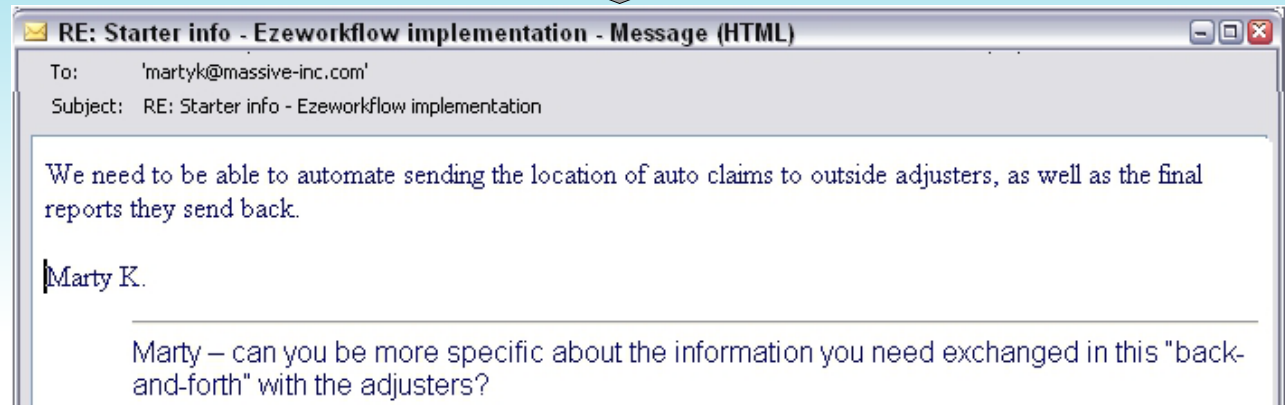 RE: Starter info - Ezeworkflow implementation - Message (HTML)
To: 'martyk@massive-inc.com'
Subject: RE: Starter info - Ezeworkflow implementation
We need to be able to automate sending the location of auto claims to outside adjusters, as well as the final
reports they send back.
Marty K.
Marty – can you be more specific about the information you need exchanged in this "back-
and-forth" with the adjusters?